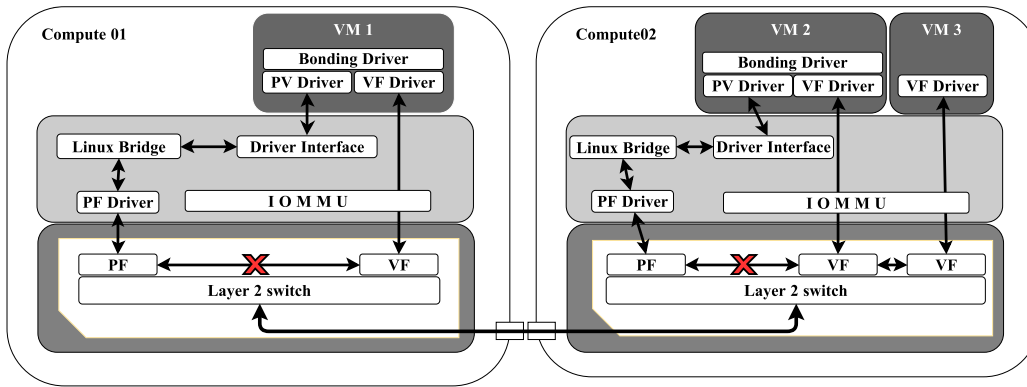 Compute 01
VM 1
Bonding Driver
PV Driver
VF Driver
Linux Bridge
Driver Interface
PF Driver
I O M M U
PF
VF
Layer 2 switch
Compute02
VM 2
VM 3
Bonding Driver
PV Driver
VF Driver
VF Driver
Linux Bridge
Driver Interface
PF Driver
I O M M U
PF
VF
VF
Layer 2 switch